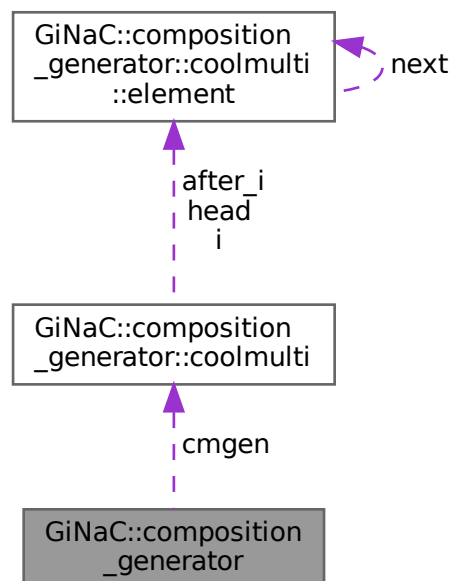 GiNaC::composition
_generator::coolmulti
::element
next
after_i
head
i
GiNaC::composition
_generator::coolmulti
cmgen
GiNaC::composition
_generator